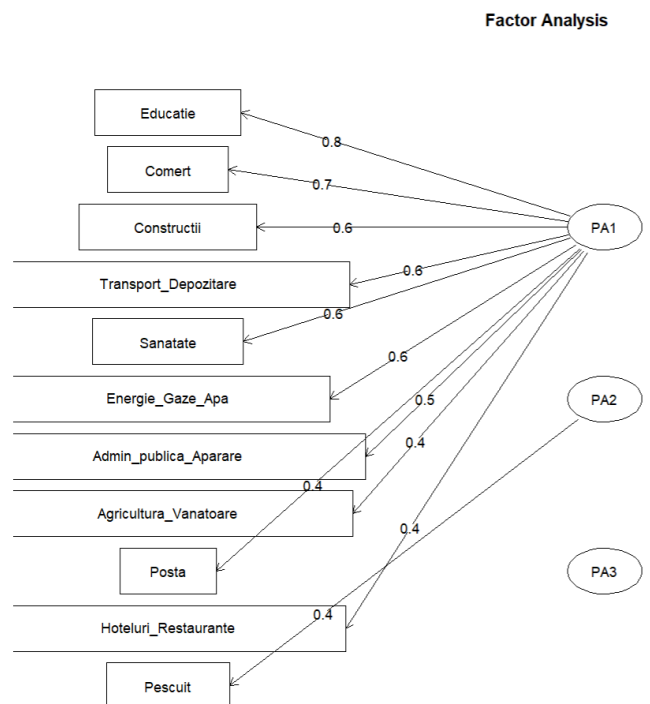 Factor Analysis
Educatie
0.8
Comert
0.7
PA1
Constructii
0.6
0.6
Transport_Depozitare
0.6
Sanatate
0.6
Energie_Gaze_Apa
0.5
PA2
0.4
Admin_publica_Aparare
0.4
Agricultura_Vanatoare
0.4
Posta
PA3
0.4
Hoteluri_Restaurante
Pescuit